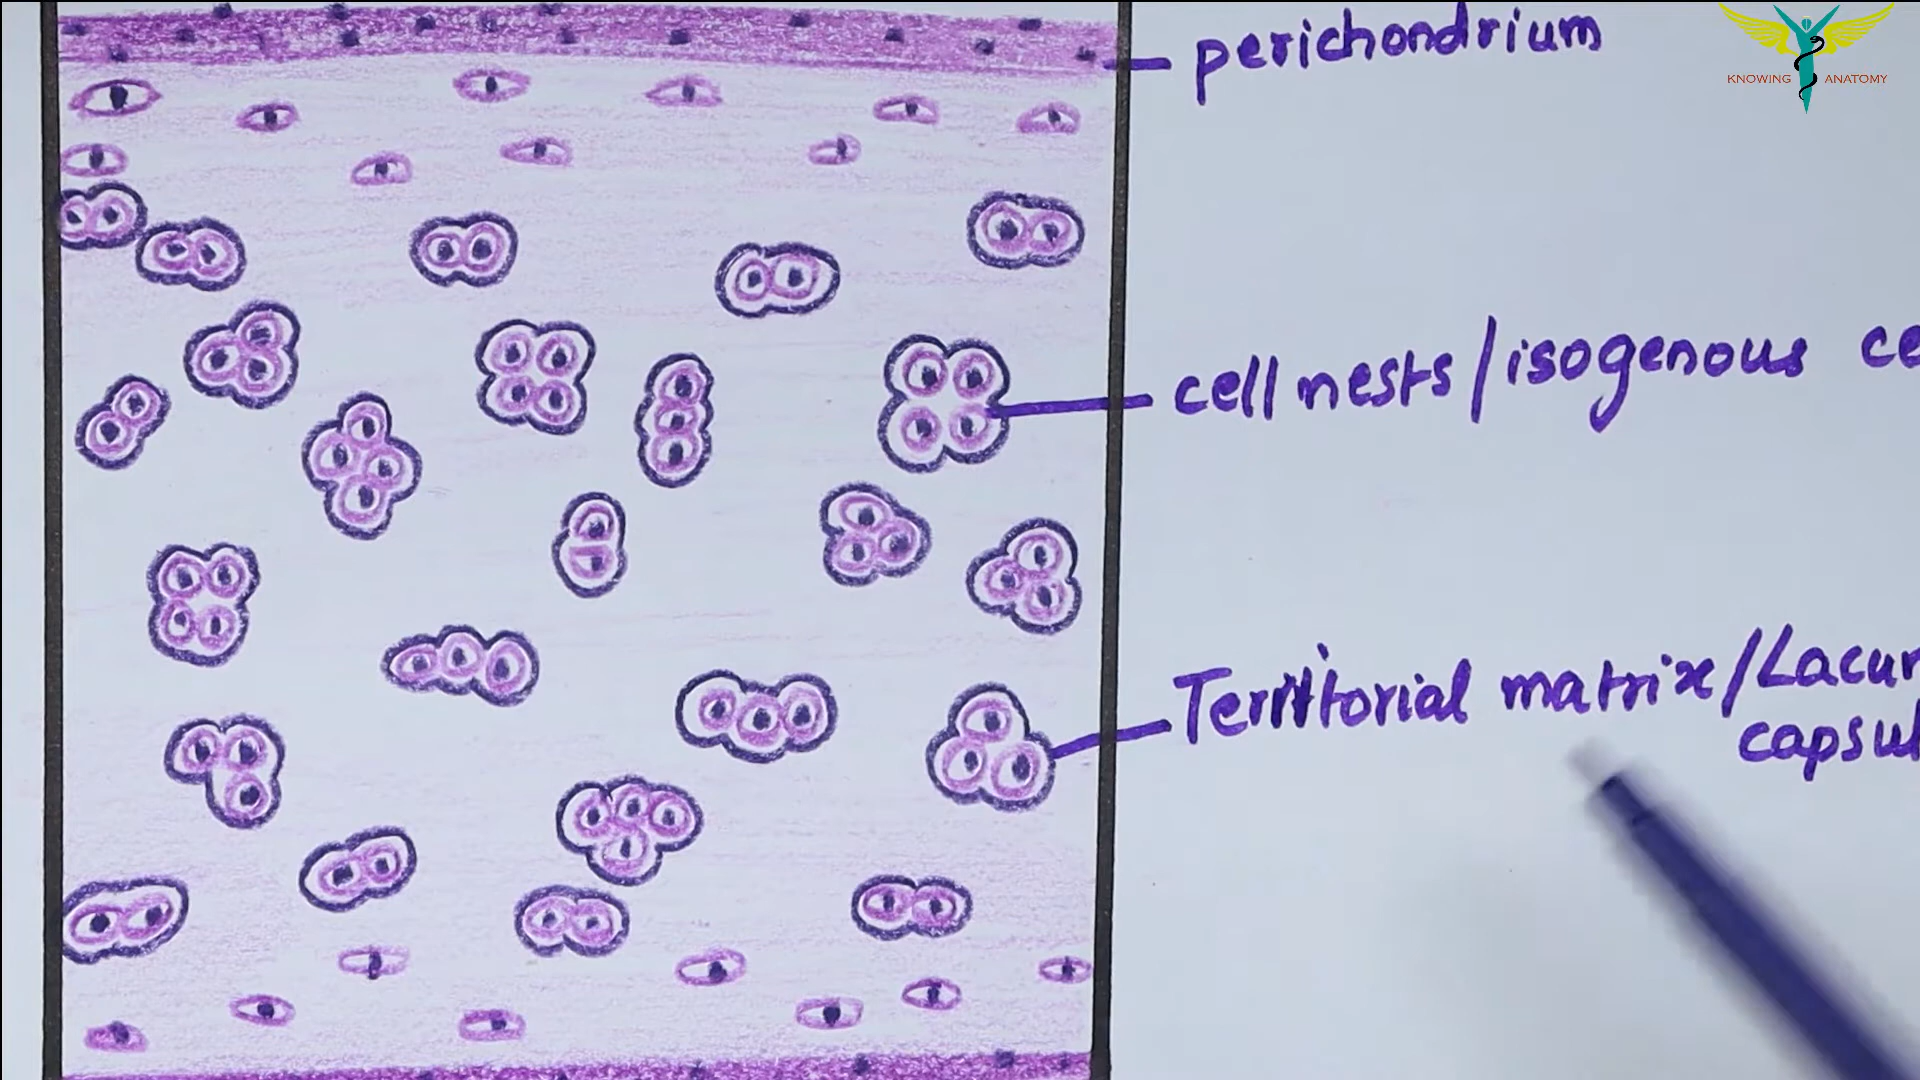 perichondrium
KNOWING ANATOMY
cell nests/isogenous
Territorial matrix/